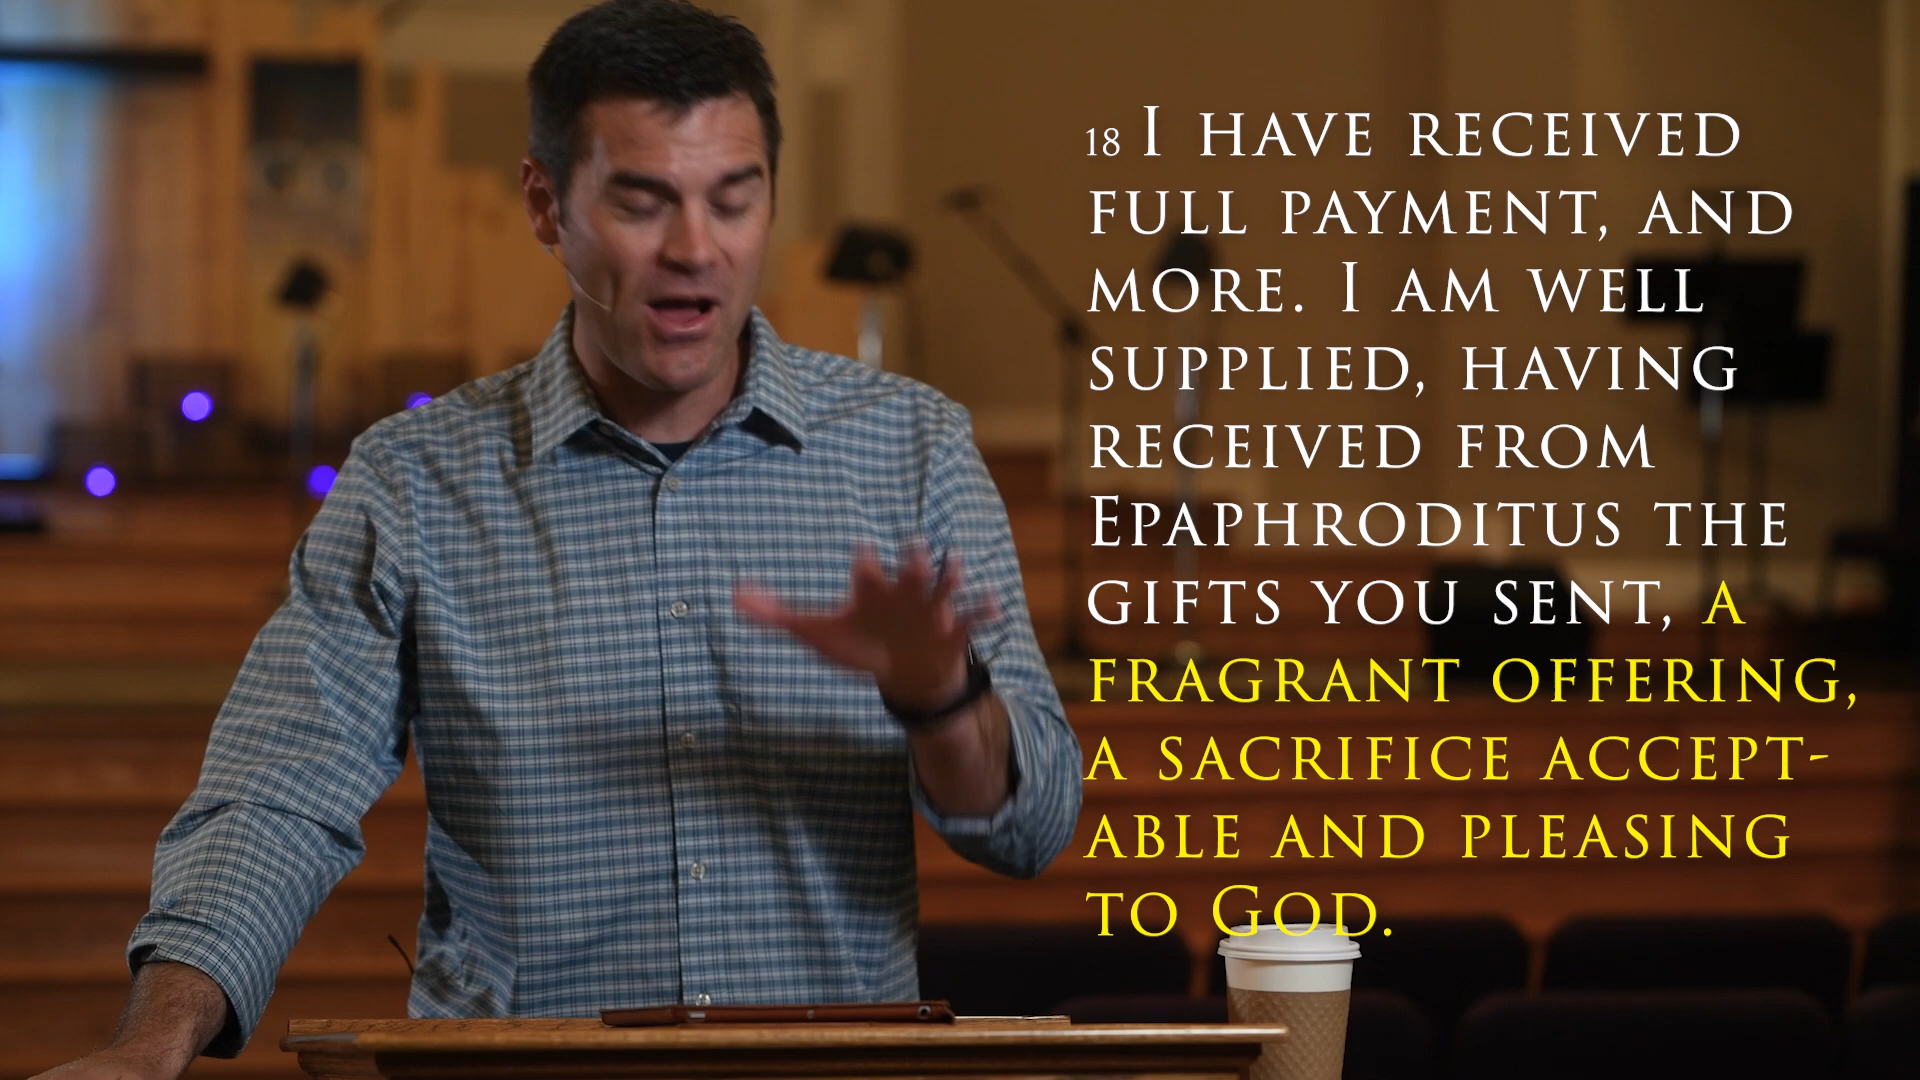 18 I have received
full payment, and
more. I am well
supplied, having
received from
Epaphroditus the
gifts you sent, a
fragrant offering,
a sacrifice accept-
able and pleasing
to God.